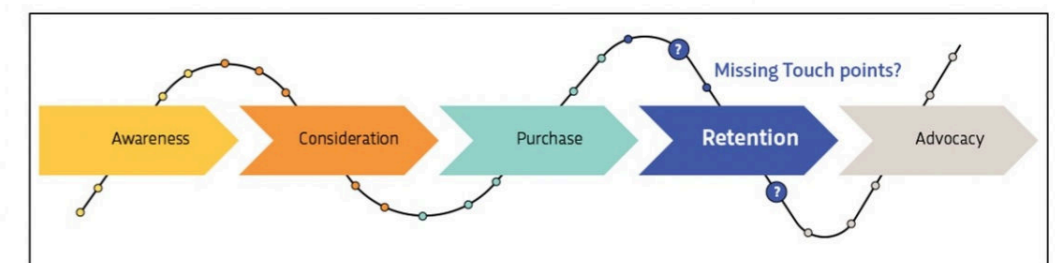 ?
Missing Touch points?
Awareness
Consideration
Purchase
Retention
Advocacy
?